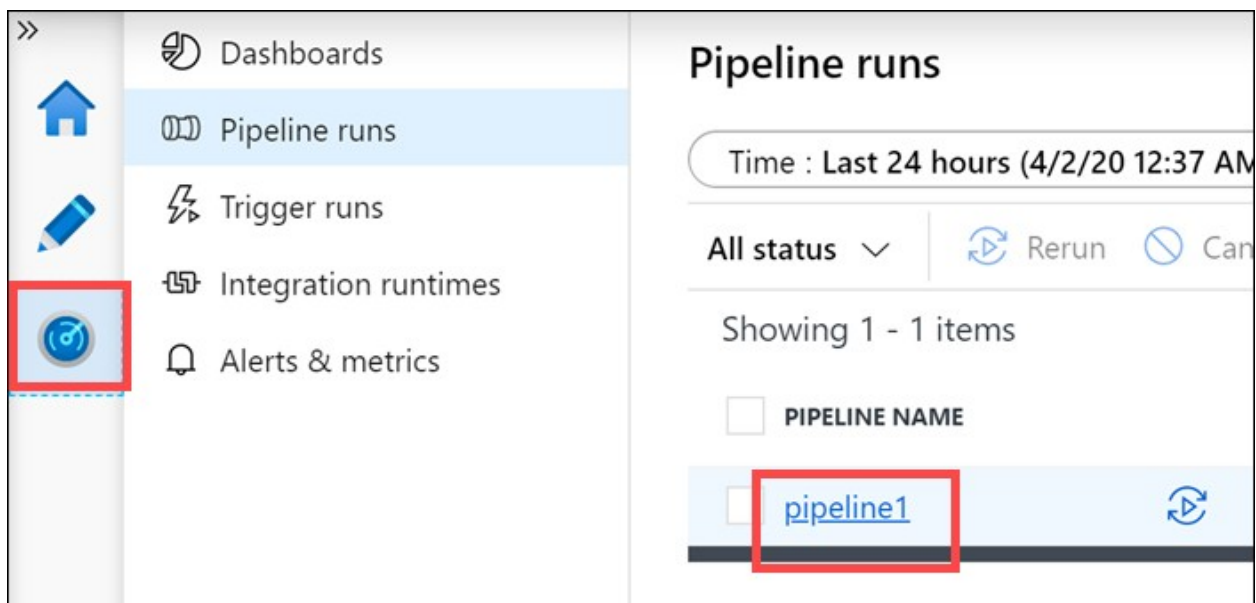 »
Dashboards
Pipeline runs
Trigger runs
Integration runtimes
Alerts & metrics
Pipeline runs
Time : Last 24 hours (4/2/20 12:37 AM
All status Rerun Can
Showing 1 - 1 items
PIPELINE NAME
pipeline1